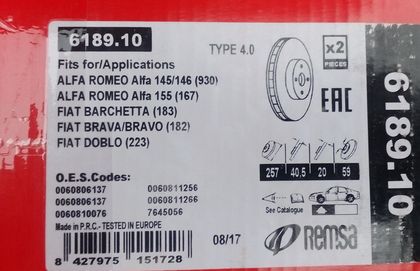 6189.10
TYPE 4.0
x2
PIECES
Fits for/Applications
ALFA ROMEO Alfa 145/146 (930)
ALFA ROMEO Alfa 155 (167)
FIAT BARCHETTA (183)
FIAT BRAVA/BRAVO (182)
FIAT DOBLO (223)
EAC
6189.10
257 40,5 20 59
O.E.S.Codes:
0060806137 0060811256
0060806137 0060811266
0060810076 7645056
See Catalogue
Made in P.R.C.- TESTED IN EUROPE
08/17
remsa
8 427975 151728